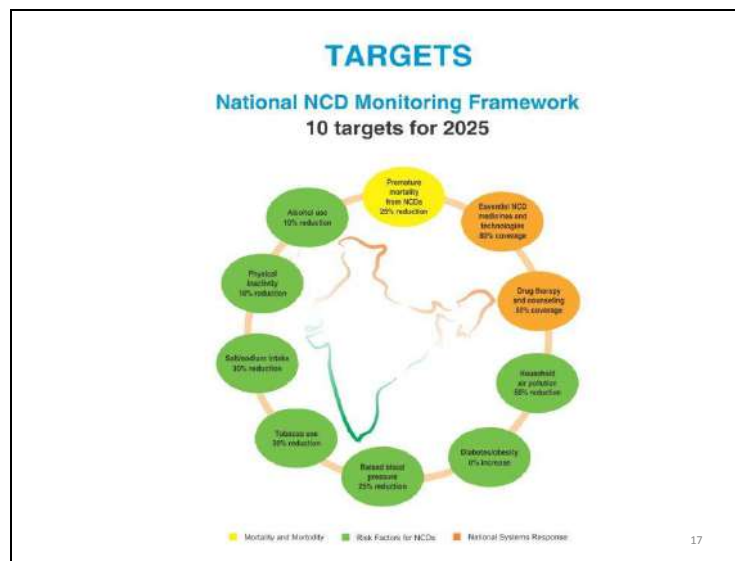 TARGETS
National NCD Monitoring Framework
10 targets for 2025
Premature
mortality
from NCDs
25% reduction
Essential NCD
medicines and
technologies
80% coverage
Drug therapy
and counseling
coverage
Household
air pollution
50% reduction
Diabetes/obesity
0% increase
Raised blood
pressure
25% reduction
Tobacco use
30% reduction
Salt/sodium intake
30% reduction
Physical
inactivity
10% reduction
Alcohol use
10% reduction
Mortality and Morbidity
Risk Factors for NCDs
National Systems Response
17